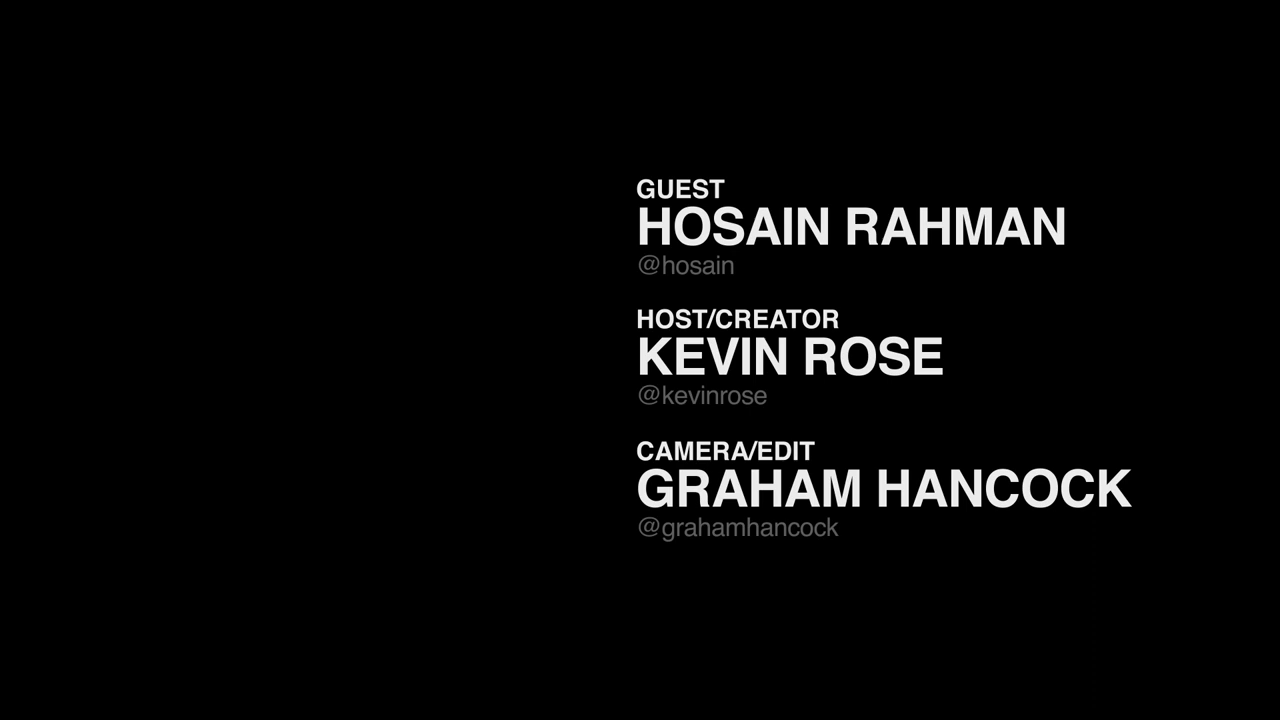 GUEST
HOSAIN RAHMAN
@hosain
HOST/CREATOR
KEVIN ROSE
@kevinrose
CAMERA/EDIT
GRAHAM HANCOCK
@grahamhancock